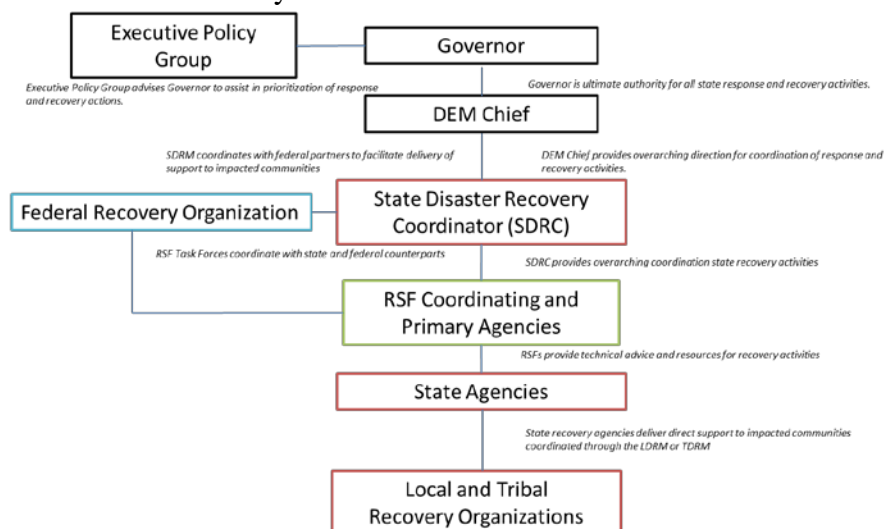 Executive Policy
Group
Governor
Executive Policy Group advises Governor to assist in prioritization of response
and recovery actions.
Governor is ultimate authority for all state response and recovery activities.
DEM Chief
SDRM coordinates with federal partners to facilitate delivery of
support to impacted communities
DEM Chief provides overarching direction for coordination of response and
recovery activities.
Federal Recovery Organization
State Disaster Recovery
Coordinator (SDRC)
RSF Task Forces coordinate with state and federal counterparts
SDRC provides overarching coordination state recovery activities
RSF Coordinating and
Primary Agencies
RSFs provide technical advice and resources for recovery activities
State Agencies
State recovery agencies deliver direct support to impacted communities
coordinated through the LDRM or TDRM
Local and Tribal
Recovery Organizations